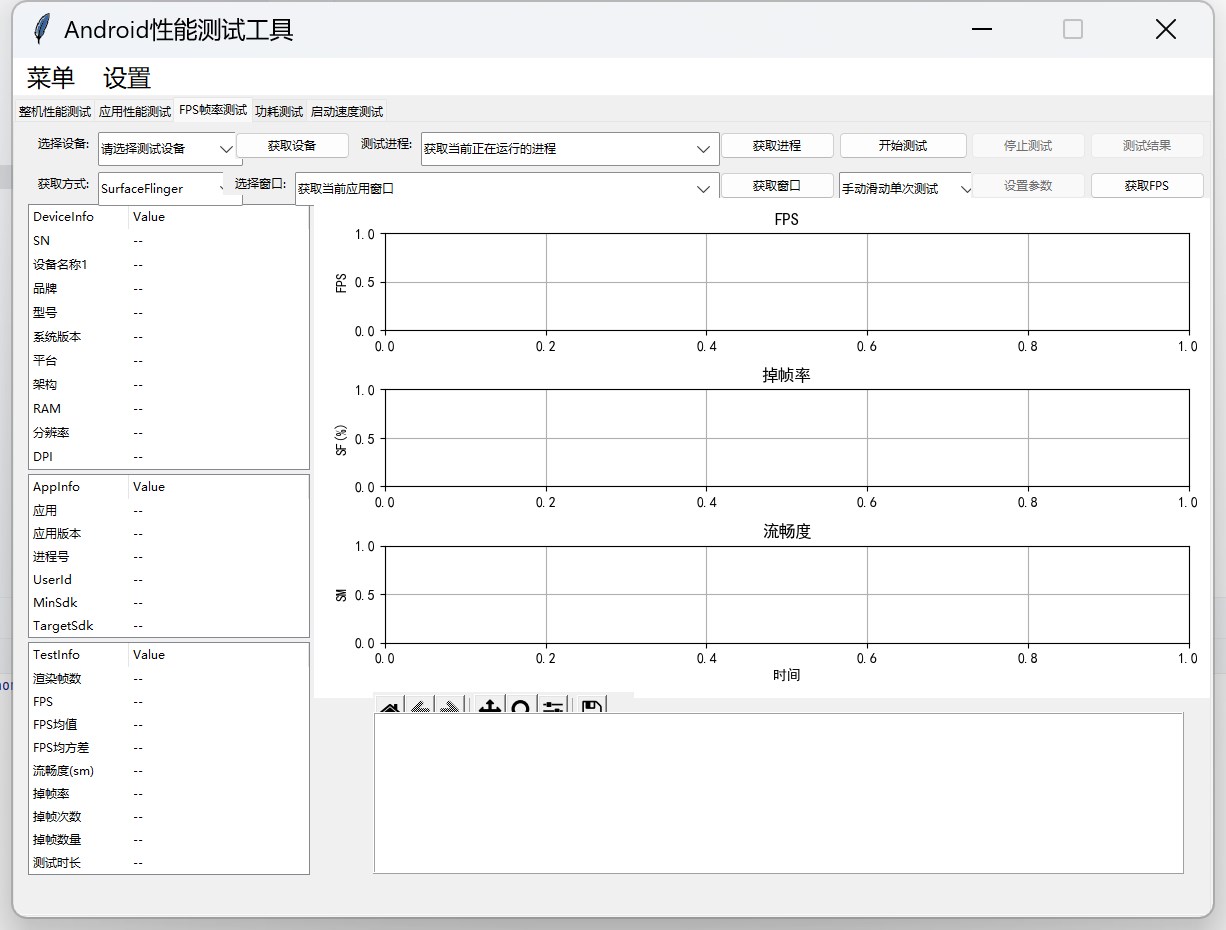 Android性能测试工具
菜单 设置
整机性能测试 应用性能测试 FPS帧率测试 功耗测试 启动速度测试
选择设备: 请选择测试设备 获取设备 测试进程: 获取当前正在运行的进程 获取进程 开始测试 停止测试 测试结果
获取方式: SurfaceFlinger 选择窗口: 获取当前应用窗口 获取窗口 手动滑动单次测试 设置参数 获取FPS
DeviceInfo Value
SN --
设备名称1 --
品牌 --
型号 --
系统版本 --
平台 --
架构 --
RAM --
分辨率 --
DPI --
AppInfo Value
应用 --
应用版本 --
进程号 --
UserId --
MinSdk --
TargetSdk --
TestInfo Value
渲染帧数 --
FPS --
FPS均值 --
FPS均方差 --
流畅度(sm) --
掉帧率 --
掉帧次数 --
掉帧数量 --
测试时长 --
FPS
1.0
FPS
0.5
0.0
0.0 0.2 0.4 0.6 0.8 1.0
掉帧率
1.0
SF(%)
0.5
0.0
0.0 0.2 0.4 0.6 0.8 1.0
流畅度
1.0
SM
0.5
0.0
0.0 0.2 0.4 0.6 0.8 1.0
时间